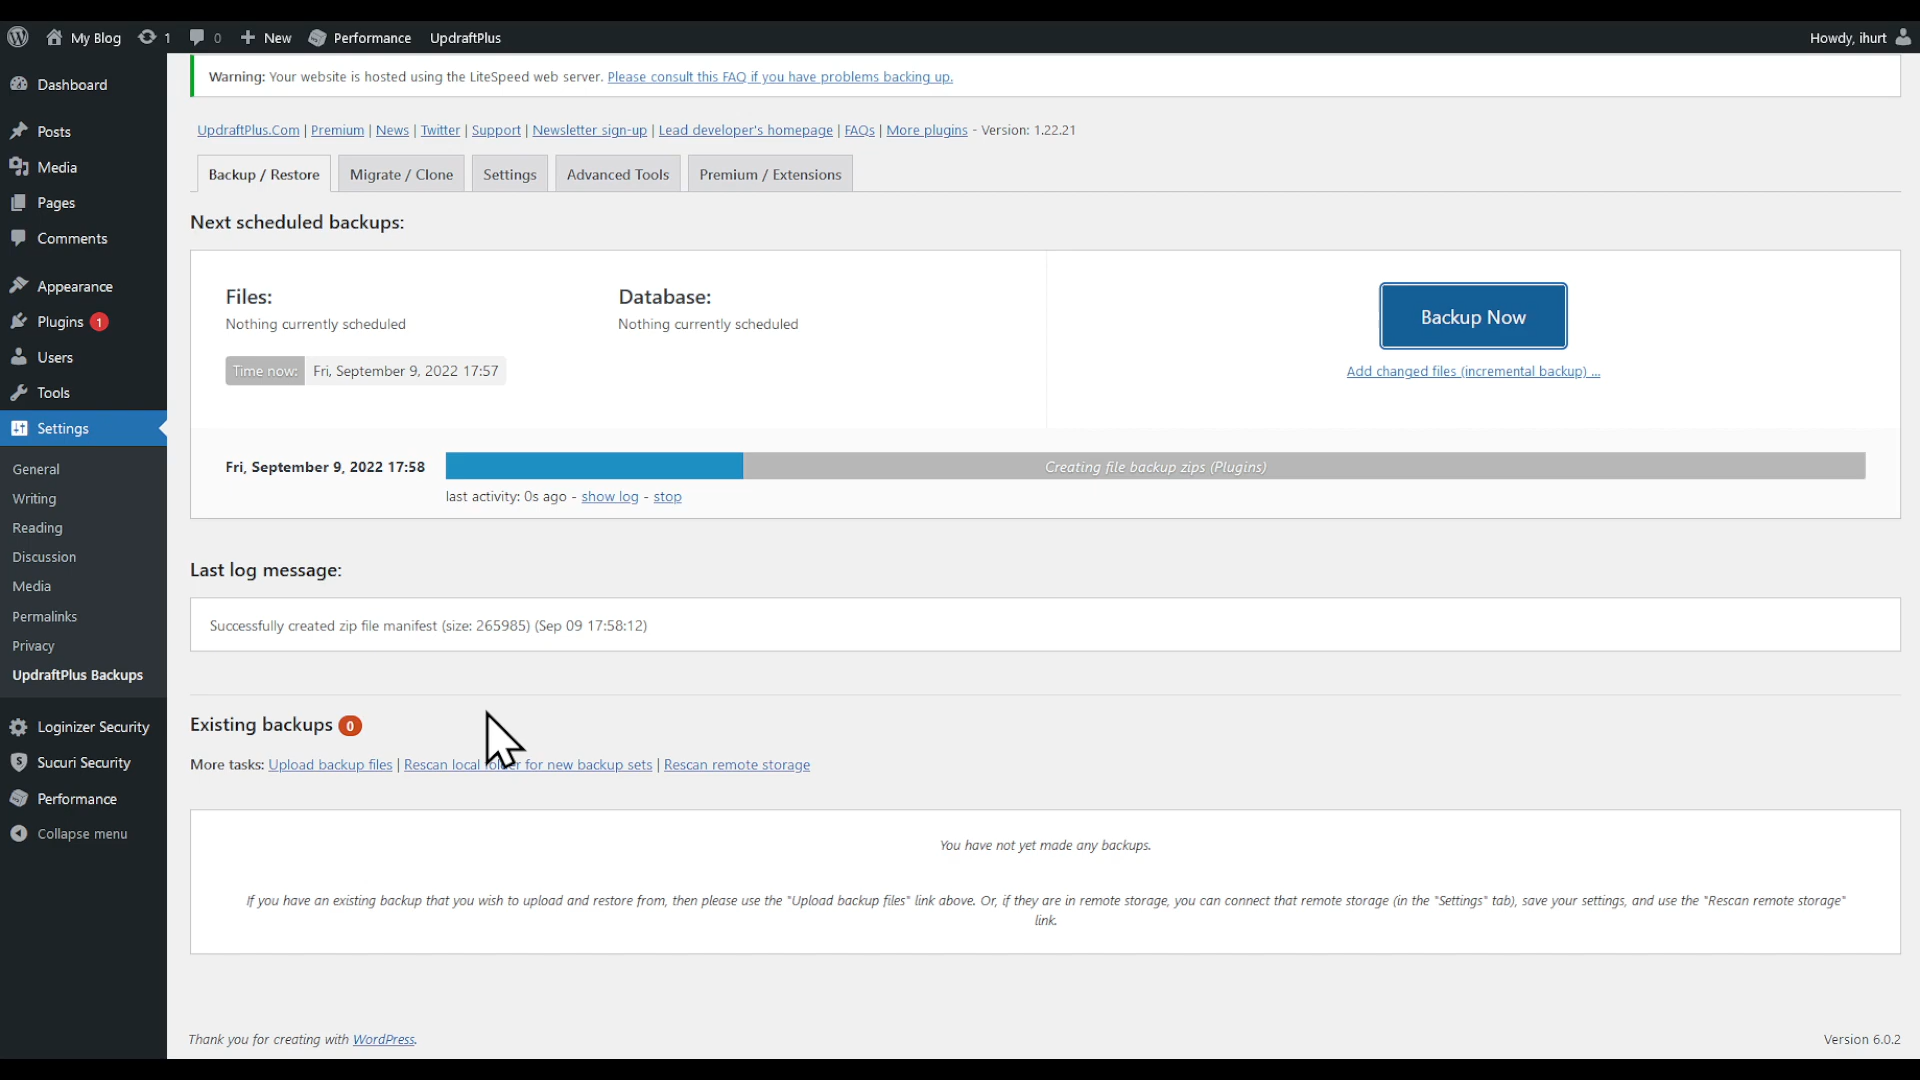 My Blog 1 0 New Performance UpdraftPlus Howdy, ihurt
Dashboard
Posts
Media
Pages
Comments
Appearance
Plugins 1
Users
Tools
Settings
General
Writing
Reading
Discussion
Media
Permalinks
Privacy
UpdraftPlus Backups
Loginizer Security
Sucuri Security
Performance
Collapse menu
Warning: Your website is hosted using the LiteSpeed web server. Please consult this FAQ if you have problems backing up.
UpdraftPlus.Com | Premium | News | Twitter | Support | Newsletter sign-up | Lead developer's homepage | FAQs | More plugins - Version: 1.22.21
Backup / Restore Migrate / Clone Settings Advanced Tools Premium / Extensions
Next scheduled backups:
Files:
Nothing currently scheduled
Database:
Nothing currently scheduled
Time now: Fri, September 9, 2022 17:57
Backup Now
Add changed files (incremental backup) ...
Fri, September 9, 2022 17:58 Creating file backup zips (Plugins)
last activity: 0s ago - show log - stop
Last log message:
Successfully created zip file manifest (size: 265985) (Sep 09 17:58:12)
Existing backups 0
More tasks: Upload backup files | Rescan local folder for new backup sets | Rescan remote storage
You have not yet made any backups.
If you have an existing backup that you wish to upload and restore from, then please use the "Upload backup files" link above. Or, if they are in remote storage, you can connect that remote storage (in the "Settings" tab), save your settings, and use the "Rescan remote storage"
link.
Thank you for creating with WordPress. Version 6.0.2